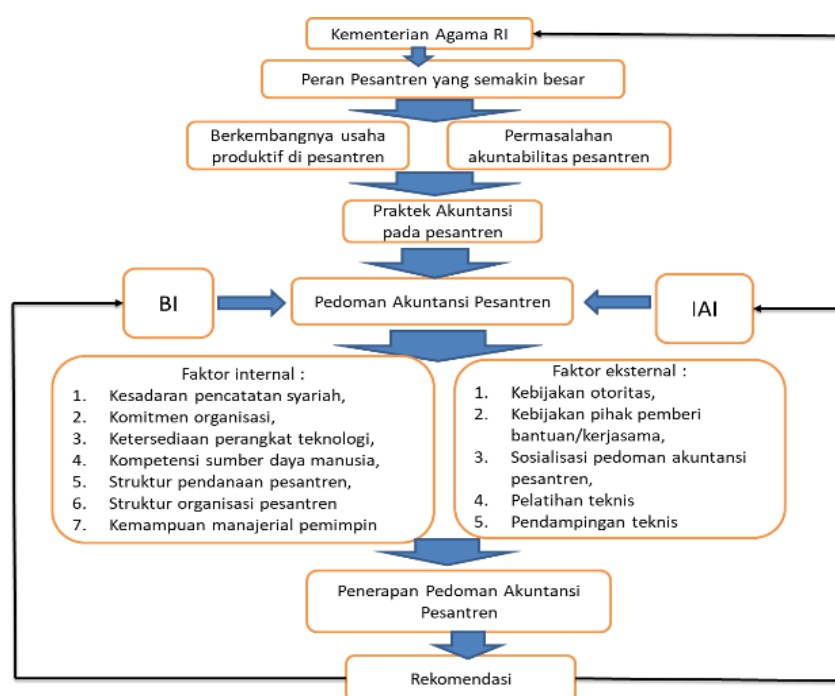 Kementerian Agama RI
Peran Pesantren yang semakin besar
Berkembangnya usaha
produktif di pesantren
Permasalahan
akuntabilitas pesantren
Praktek Akuntansi
pada pesantren
BI
Pedoman Akuntansi Pesantren
IAI
Faktor internal :
1. Kesadaran pencatatan syariah,
2. Komitmen organisasi,
3. Ketersediaan perangkat teknologi,
4. Kompetensi sumber daya manusia,
5. Struktur pendanaan pesantren,
6. Struktur organisasi pesantren
7. Kemampuan manajerial pemimpin
Faktor eksternal :
1. Kebijakan otoritas,
2. Kebijakan pihak pemberi
bantuan/kerjasama,
3. Sosialisasi pedoman akuntansi
pesantren,
4. Pelatihan teknis
5. Pendampingan teknis
Penerapan Pedoman Akuntansi
Pesantren
Rekomendasi